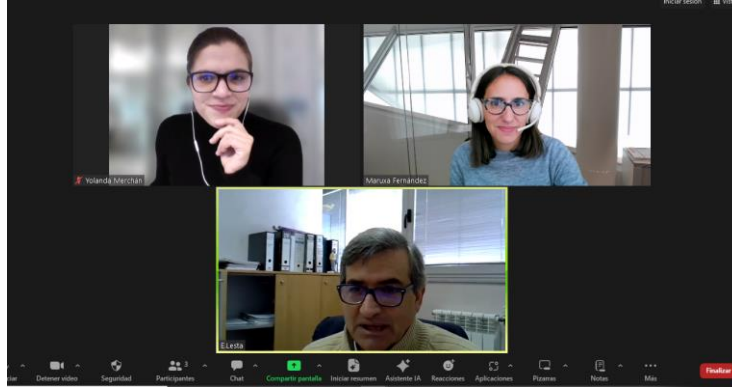 Iniciar sesión
Yolanda Merchán
Maruxa Fernández
E.Lesta
3
Detener video
Seguridad
Participantes
Chat
Compartir pantalla
Iniciar resumen
Asistente IA
Reacciones
Aplicaciones
Pizarras
Notas
Más
Finalizar